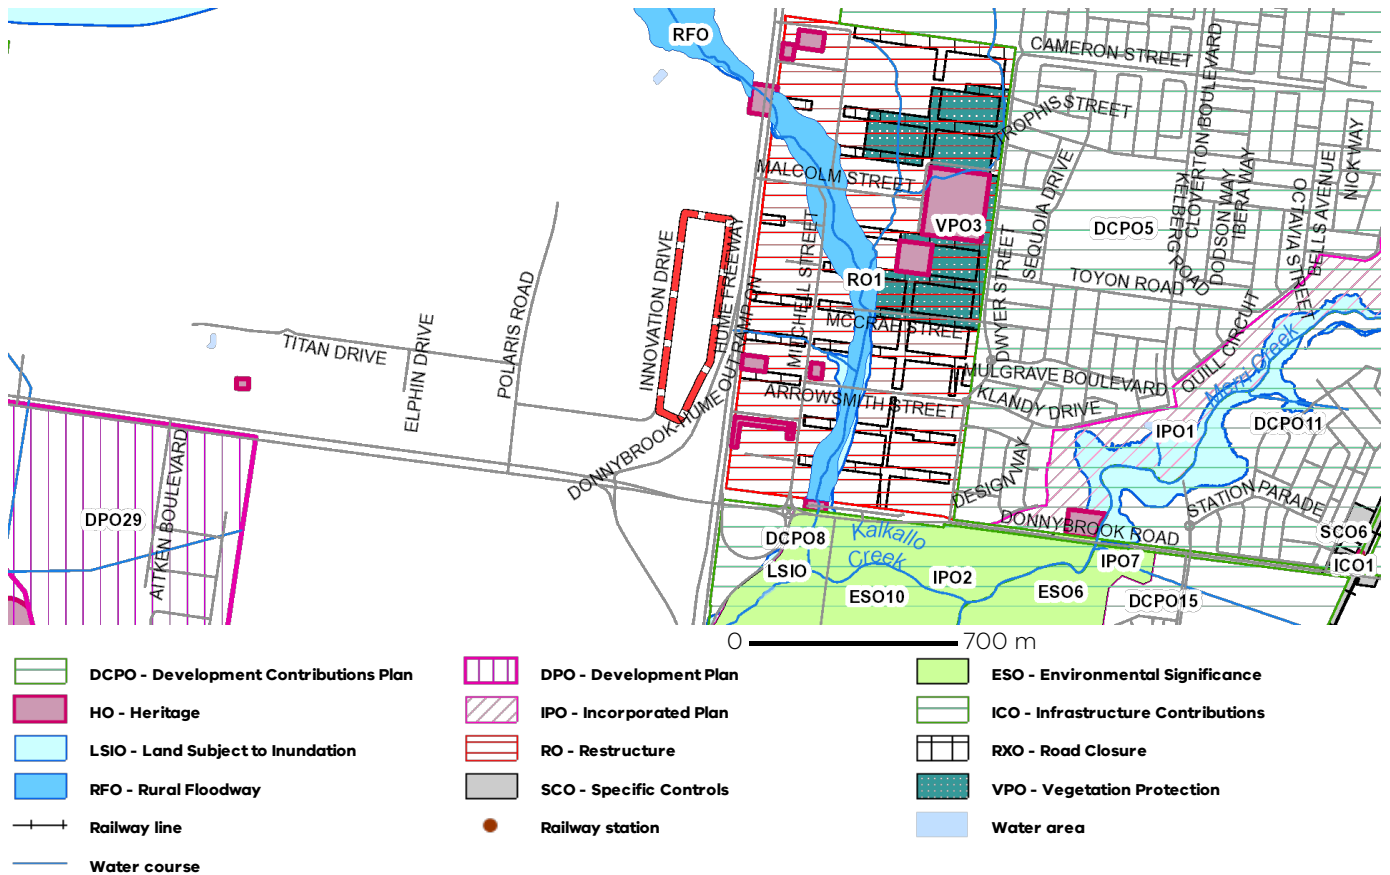 RFO
CAMERON STREET
TROPHIS STREET
CLOVERTON BOULEVARD
NICK WAY
MALCOLM STREET
SEQUOIA DRIVE
KELBERG ROAD
DODSON WAY
IBERA WAY
OCTAVIA STREET
BELLS AVENUE
VPO3
DCPO5
INNOVATION DRIVE
HUME FREEWAY
MITCHELL STREET
DWYER STREET
RO1
TOYON ROAD
POLARIS ROAD
TITAN DRIVE
ELPHIN DRIVE
MCCRAE STREET
QUILL CIRCUIT
Merri Creek
MULGRAVE BOULEVARD
ARROWSMITH STREET
KLANDY DRIVE
DONNYBROOK-HUME OUT RAMP ON
IPO1
DCPO11
AITKEN BOULEVARD
DPO29
DESIGN WAY
STATION PARADE
DONNYBROOK ROAD
SCO6
Kalkallo
Creek
DCPO8
LSIO
IPO2
IPO7
ICO1
ESO10
ESO6
DCPO15
0
700 m
DCPO - Development Contributions Plan
DPO - Development Plan
ESO - Environmental Significance
HO - Heritage
IPO - Incorporated Plan
ICO - Infrastructure Contributions
LSIO - Land Subject to Inundation
RO - Restructure
RXO - Road Closure
RFO - Rural Floodway
SCO - Specific Controls
VPO - Vegetation Protection
Railway line
Railway station
Water area
Water course